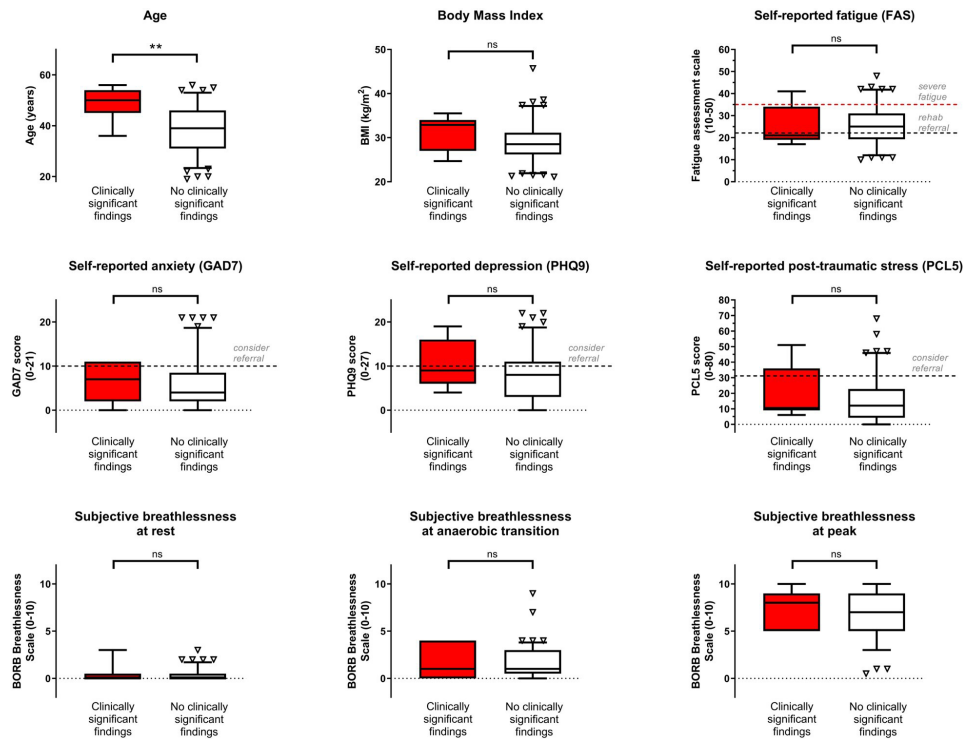 Age
**
Age (years)
60
40
20
Clinically
significant
findings
No clinically
significant
findings
Body Mass Index
ns
BMI (kg/m²)
50
40
30
20
Clinically
significant
findings
No clinically
significant
findings
Self-reported fatigue (FAS)
ns
Fatigue assessment scale
(10-50)
60
50
40
30
20
10
0
severe
fatigue
rehab
referral
Clinically
significant
findings
No clinically
significant
findings
Self-reported anxiety (GAD7)
ns
GAD7 score
(0-21)
20
10
0
consider
referral
Clinically
significant
findings
No clinically
significant
findings
Self-reported depression (PHQ9)
ns
PHQ9 score
(0-27)
20
10
0
consider
referral
Clinically
significant
findings
No clinically
significant
findings
Self-reported post-traumatic stress (PCL5)
ns
PCL5 score
(0-80)
80
70
60
50
40
30
20
10
0
consider
referral
Clinically
significant
findings
No clinically
significant
findings
Subjective breathlessness
at rest
ns
BORB Breathlessness
Scale (0-10)
10
5
0
Clinically
significant
findings
No clinically
significant
findings
Subjective breathlessness
at anaerobic transition
ns
BORB Breathlessness
Scale (0-10)
10
5
0
Clinically
significant
findings
No clinically
significant
findings
Subjective breathlessness
at peak
ns
BORB Breathlessness
Scale (0-10)
10
5
0
Clinically
significant
findings
No clinically
significant
findings